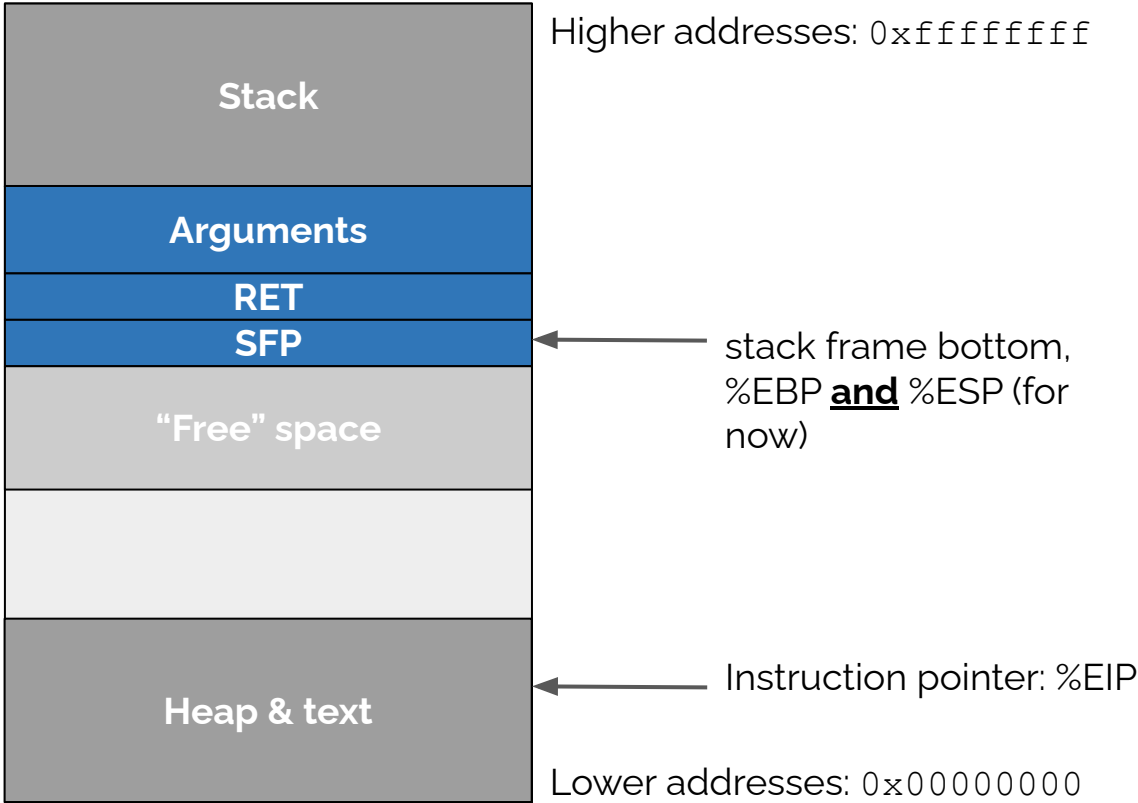 Higher addresses: 0xffffffff
Stack
Arguments
RET
SFP
stack frame bottom,
%EBP and %ESP (for
now)
“Free” space
Instruction pointer: %EIP
Heap & text
Lower addresses: 0x00000000